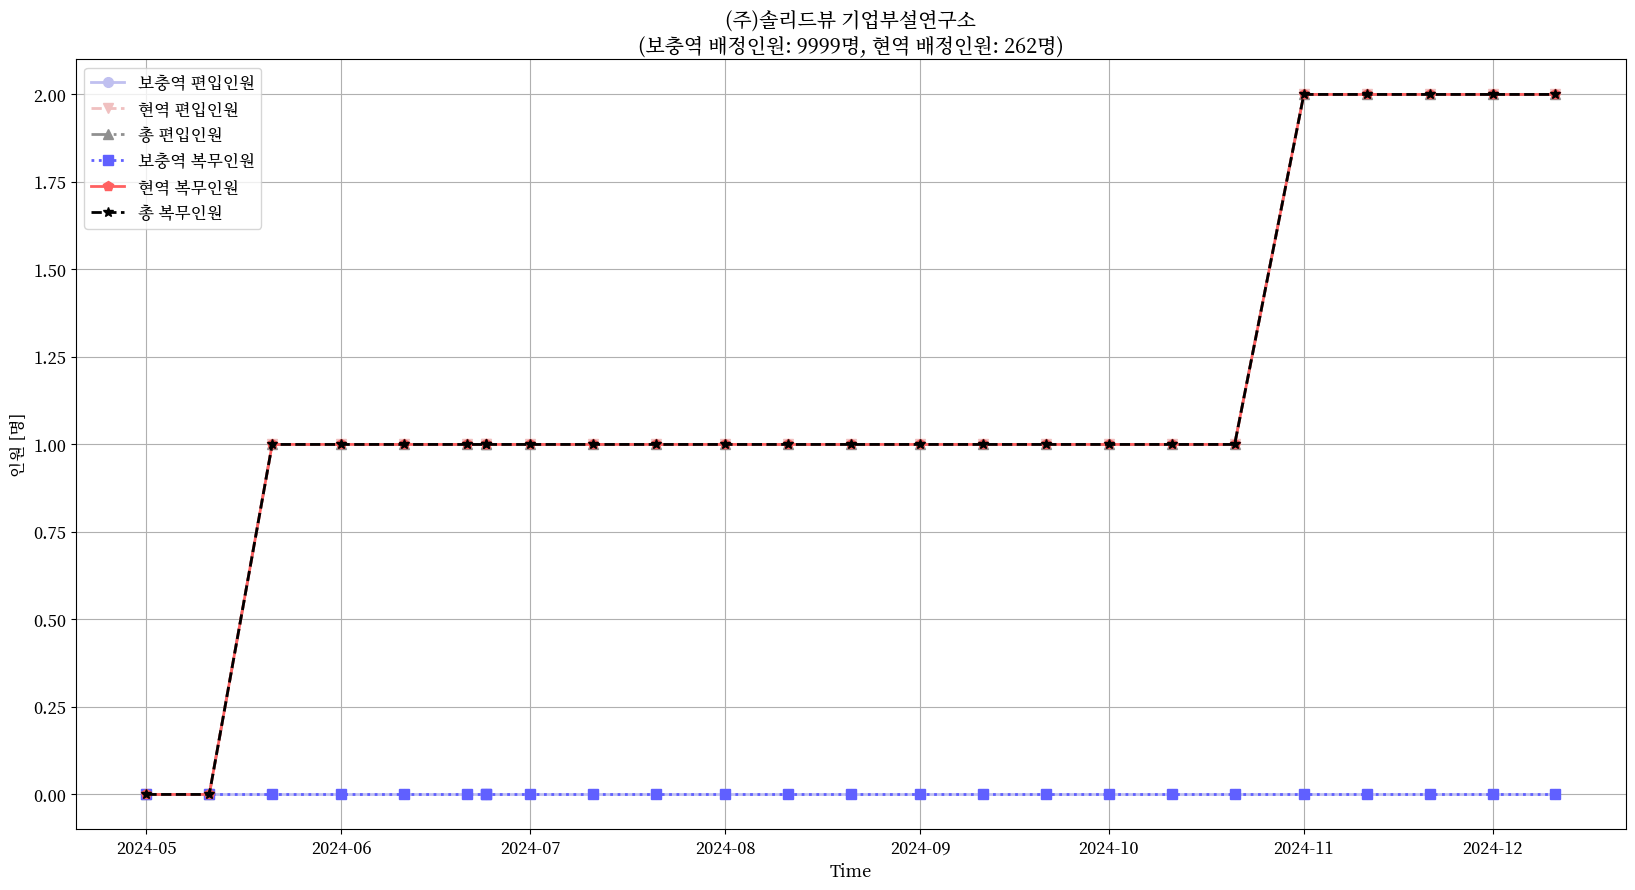 (주)솔리드뷰 기업부설연구소
(보충역 배정인원: 9999명, 현역 배정인원: 262명)
보충역 편입인원
현역 편입인원
총 편입인원
보충역 복무인원
현역 복무인원
총 복무인원
인원 [명]
2.00
1.75
1.50
1.25
1.00
0.75
0.50
0.25
0.00
2024-05 2024-06 2024-07 2024-08 2024-09 2024-10 2024-11 2024-12
Time